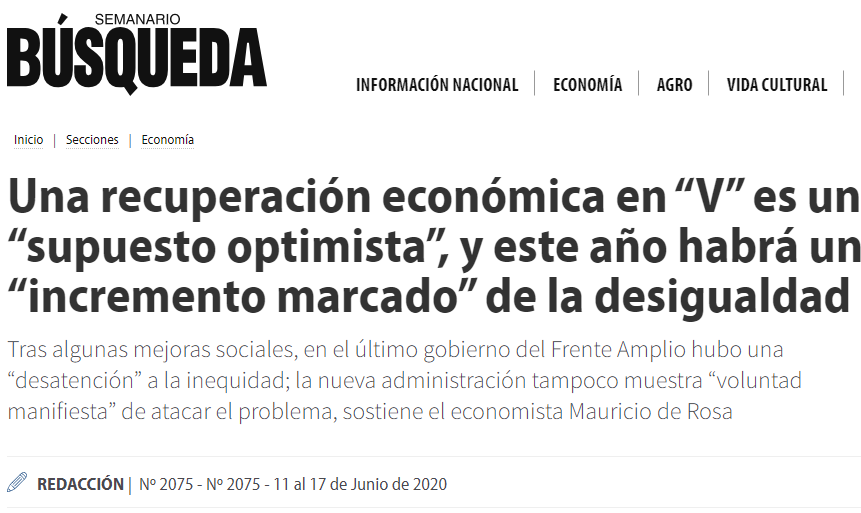 SEMANARIO
BÚSQUEDA
INFORMACIÓN NACIONAL | ECONOMÍA | AGRO | VIDA CULTURAL |
Inicio | Secciones | Economía
Una recuperación económica en “V” es un
“supuesto optimista”, y este año habrá un
“incremento marcado” de la desigualdad
Tras algunas mejoras sociales, en el último gobierno del Frente Amplio hubo una
“desatención” a la inequidad; la nueva administración tampoco muestra “voluntad
manifiesta” de atacar el problema, sostiene el economista Mauricio de Rosa
REDACCIÓN | Nº 2075 - Nº 2075 - 11 al 17 de Junio de 2020